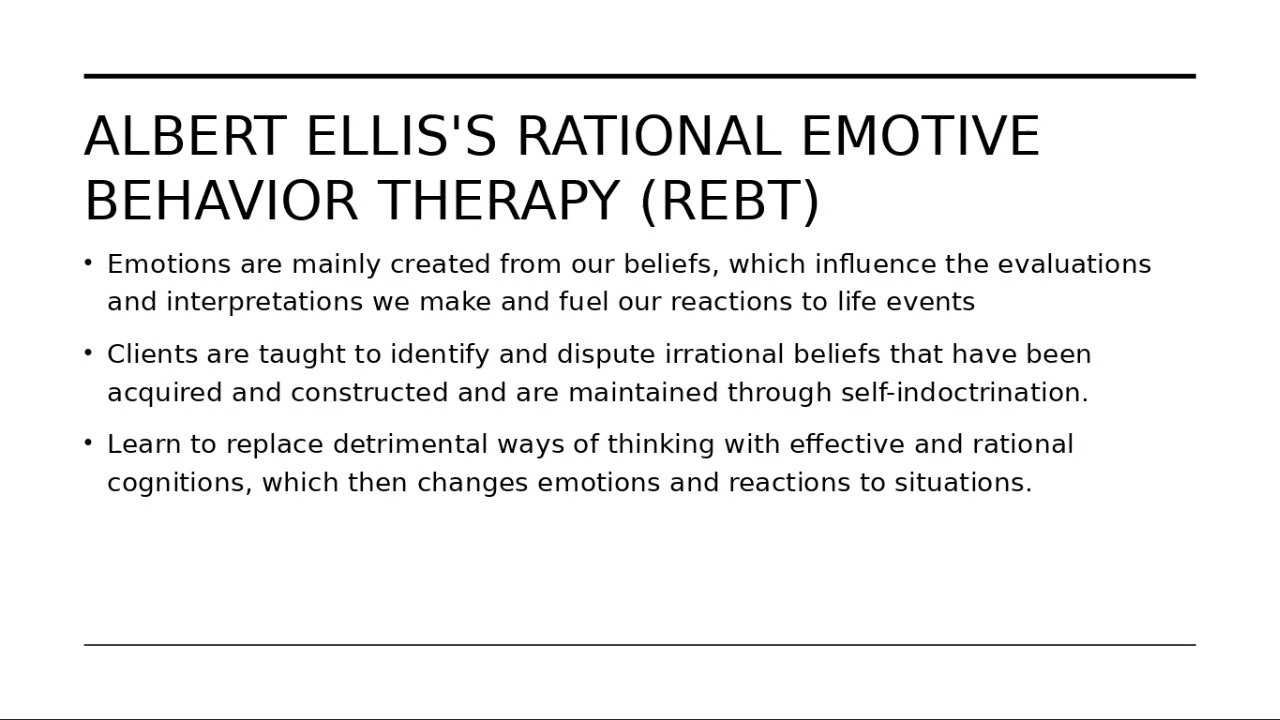 ALBERT ELLIS'S RATIONAL EMOTIVE
BEHAVIOR THERAPY (REBT)
• Emotions are mainly created from our beliefs, which influence the evaluations
and interpretations we make and fuel our reactions to life events
• Clients are taught to identify and dispute irrational beliefs that have been
acquired and constructed and are maintained through self-indoctrination.
• Learn to replace detrimental ways of thinking with effective and rational
cognitions, which then changes emotions and reactions to situations.